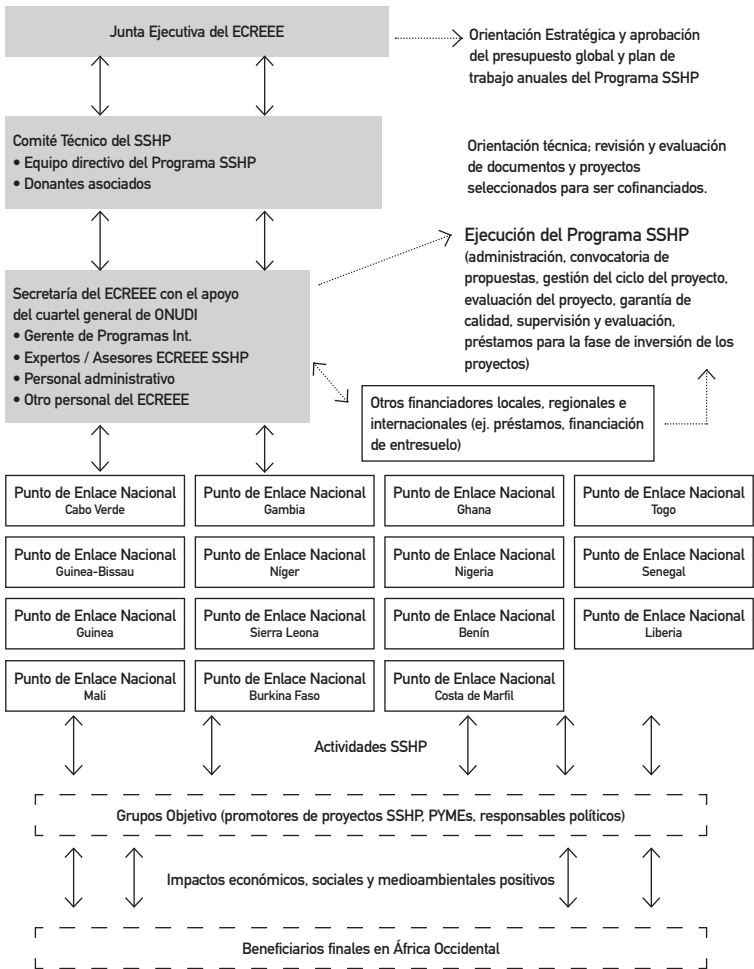 Junta Ejecutiva del ECREEE
Orientación Estratégica y aprobación
del presupuesto global y plan de
trabajo anuales del Programa SSHP
Comité Técnico del SSHP
• Equipo directivo del Programa SSHP
• Donantes asociados
Orientación técnica; revisión y evaluación
de documentos y proyectos
seleccionados para ser cofinanciados.
Secretaría del ECREEE con el apoyo
del cuartel general de ONUDI
• Gerente de Programas Int.
• Expertos / Asesores ECREEE SSHP
• Personal administrativo
• Otro personal del ECREEE
Ejecución del Programa SSHP
(administración, convocatoria de
propuestas, gestión del ciclo del proyecto,
evaluación del proyecto, garantía de
calidad, supervisión y evaluación,
préstamos para la fase de inversión de los
proyectos)
Otros financiadores locales, regionales e
internacionales (ej. préstamos, financiación
de entresuelo)
Punto de Enlace Nacional
Cabo Verde
Punto de Enlace Nacional
Gambia
Punto de Enlace Nacional
Ghana
Punto de Enlace Nacional
Togo
Punto de Enlace Nacional
Guinea-Bissau
Punto de Enlace Nacional
Níger
Punto de Enlace Nacional
Nigeria
Punto de Enlace Nacional
Senegal
Punto de Enlace Nacional
Guinea
Punto de Enlace Nacional
Sierra Leona
Punto de Enlace Nacional
Benín
Punto de Enlace Nacional
Liberia
Punto de Enlace Nacional
Mali
Punto de Enlace Nacional
Burkina Faso
Punto de Enlace Nacional
Costa de Marfil
Actividades SSHP
Grupos Objetivo (promotores de proyectos SSHP, PYMEs, responsables políticos)
Impactos económicos, sociales y medioambientales positivos
Beneficiarios finales en África Occidental